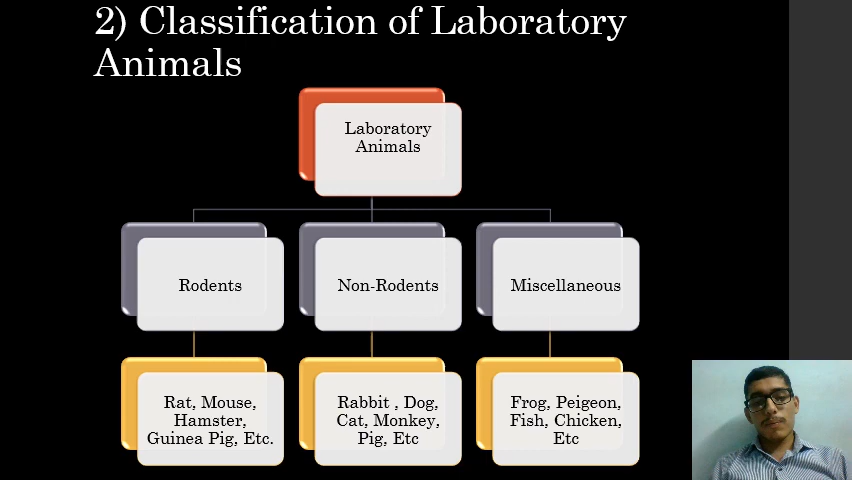 2) Classification of Laboratory
Animals
Laboratory
Animals
Rodents
Non-Rodents
Miscellaneous
Rat, Mouse,
Hamster,
Guinea Pig, Etc.
Rabbit , Dog,
Cat, Monkey,
Pig, Etc
Frog, Peigeon,
Fish, Chicken,
Etc